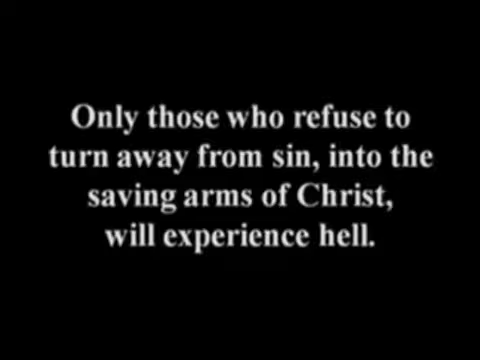 Only those who refuse to
turn away from sin, into the
saving arms of Christ,
will experience hell.